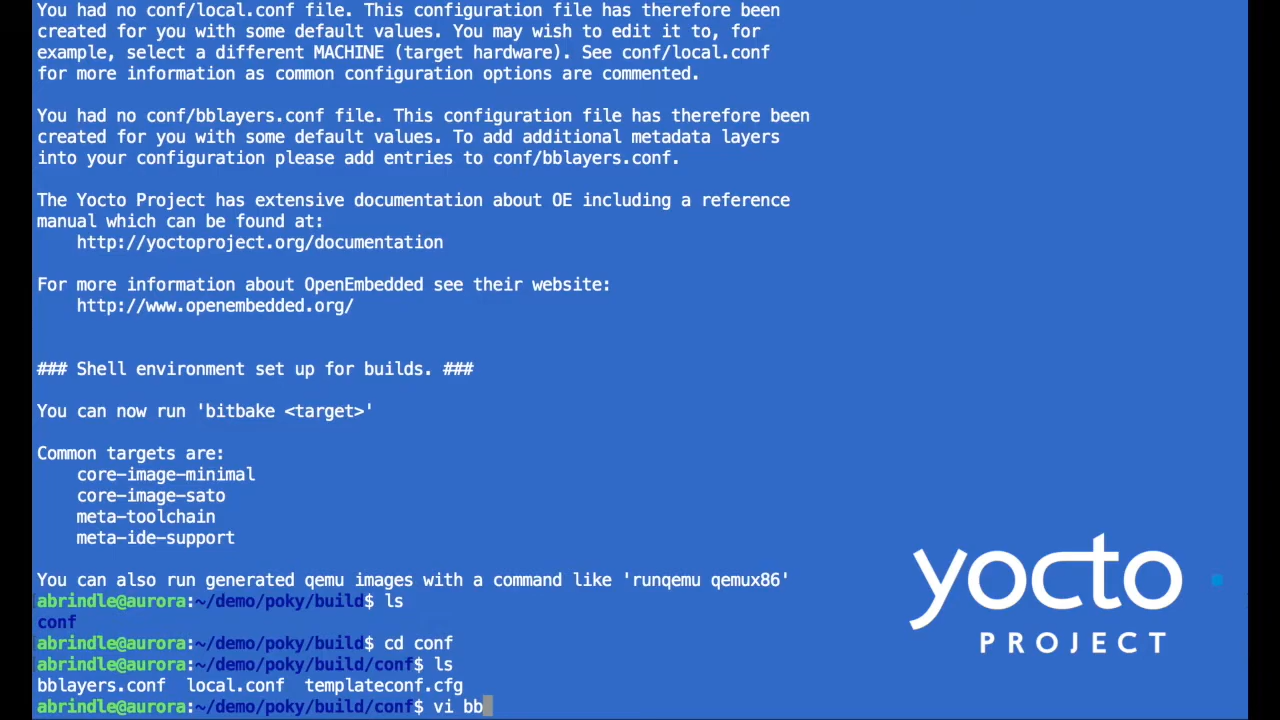 You had no conf/local.conf file. This configuration file has therefore been
created for you with some default values. You may wish to edit it to, for
example, select a different MACHINE (target hardware). See conf/local.conf
for more information as common configuration options are commented.

You had no conf/bblayers.conf file. This configuration file has therefore been
created for you with some default values. To add additional metadata layers
into your configuration please add entries to conf/bblayers.conf.

The Yocto Project has extensive documentation about OE including a reference
manual which can be found at:
    http://yoctoproject.org/documentation

For more information about OpenEmbedded see their website:
    http://www.openembedded.org/

### Shell environment set up for builds. ###

You can now run 'bitbake <target>'

Common targets are:
    core-image-minimal
    core-image-sato
    meta-toolchain
    meta-ide-support

You can also run generated qemu images with a command like 'runqemu qemux86'
abrindle@aurora:~/demo/poky/build$ ls
conf
abrindle@aurora:~/demo/poky/build$ cd conf
abrindle@aurora:~/demo/poky/build/conf$ ls
bblayers.conf  local.conf  templateconf.cfg
abrindle@aurora:~/demo/poky/build/conf$ vi bb
yocto
PROJECT